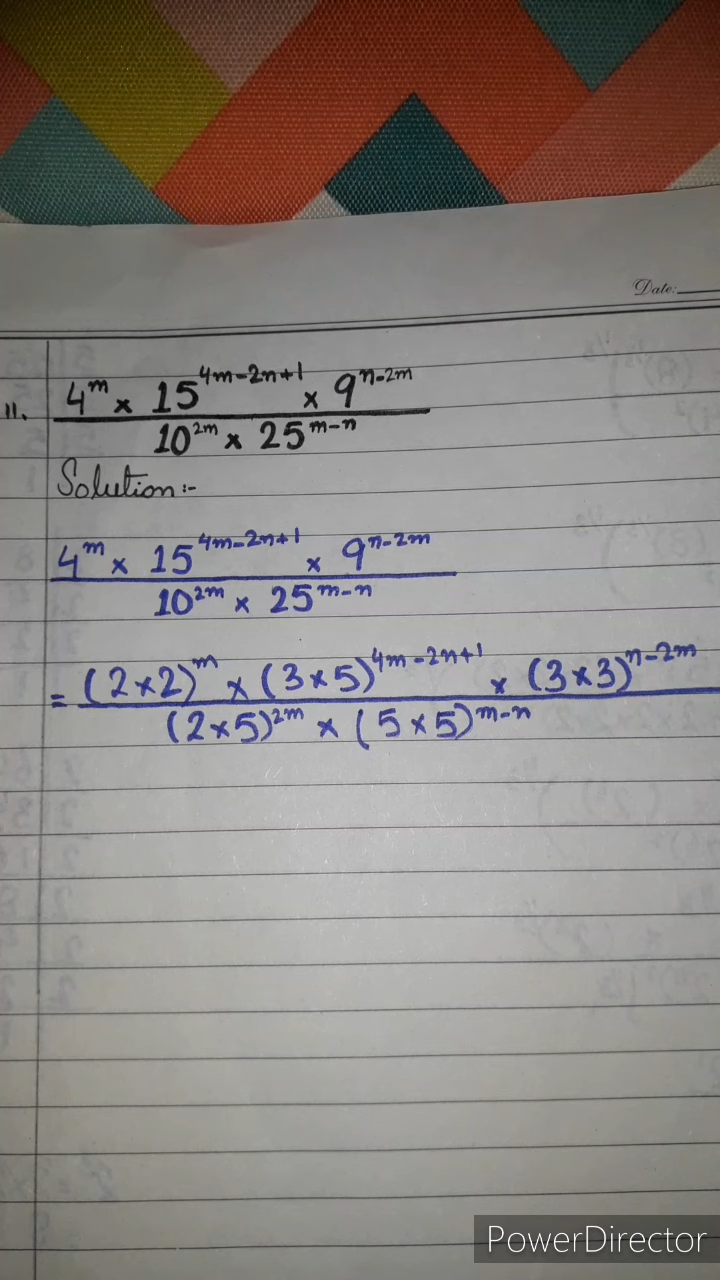 Date:
11. 4^m × 15^{4m-2n+1} × 9^{n-2m}
10^{2m} × 25^{m-n}
Solution:-
4^m × 15^{4m-2n+1} × 9^{n-2m}
10^{2m} × 25^{m-n}
= (2×2)^m × (3×5)^{4m-2n+1} × (3×3)^{n-2m}
(2×5)^{2m} × (5×5)^{m-n}
PowerDirector